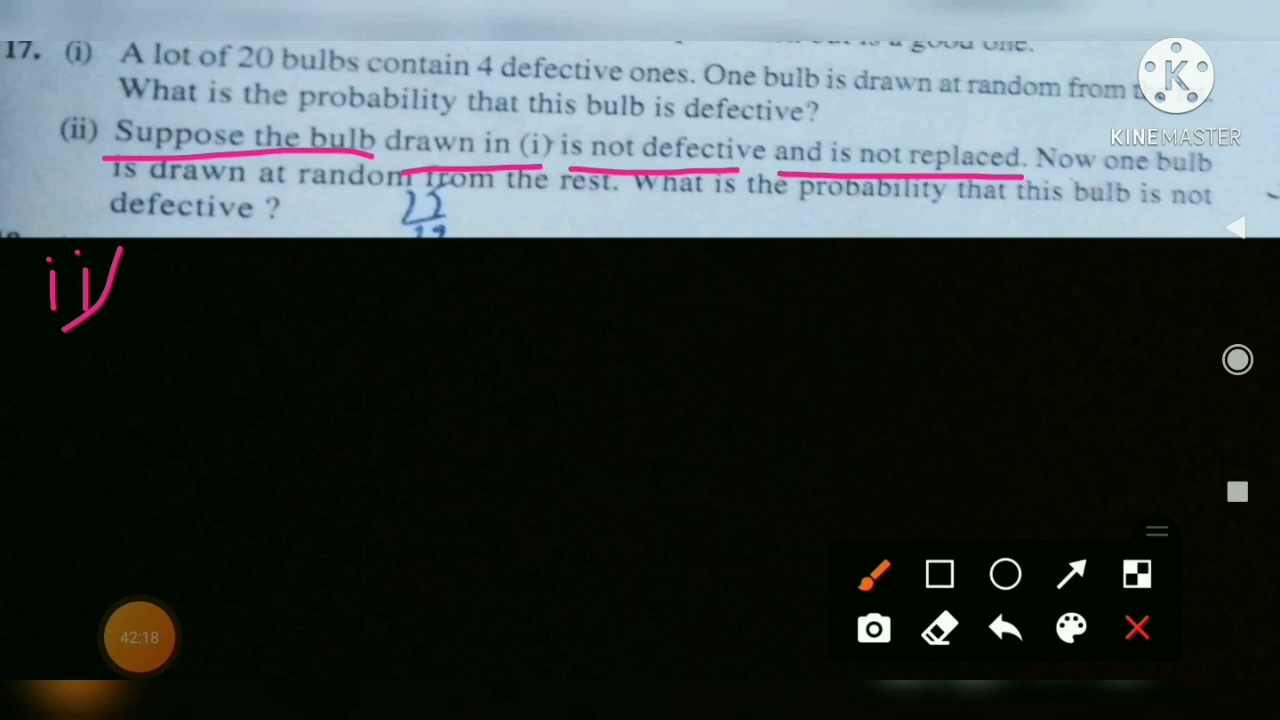 is a good one.
17. (i) A lot of 20 bulbs contain 4 defective ones. One bulb is drawn at random from
KINEMASTER
What is the probability that this bulb is defective?
(ii) Suppose the bulb drawn in (i) is not defective and is not replaced. Now one bulb
is drawn at random from the rest. What is the probability that this bulb is not
defective ?
ii)
42:18